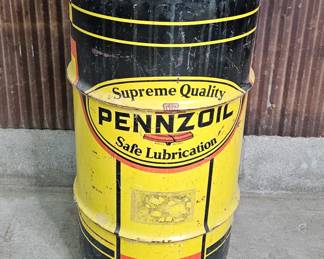 Supreme Quality
PENNZOIL
Safe Lubrication